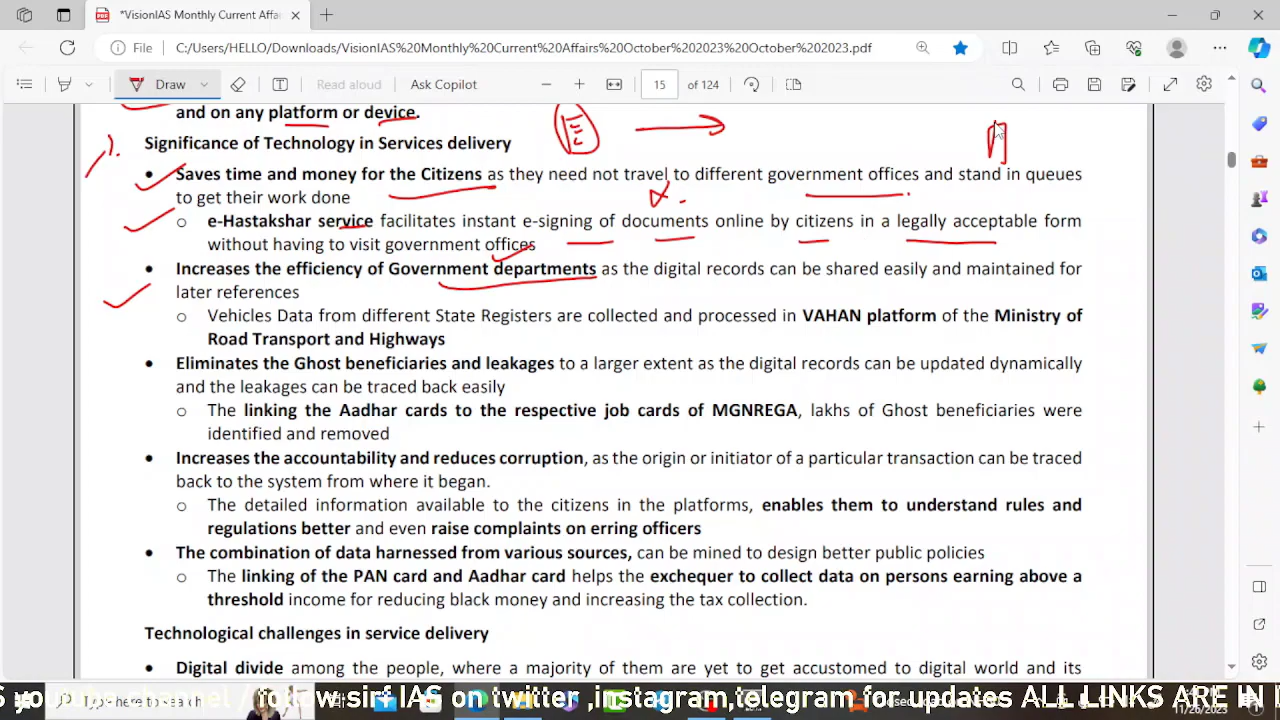 *VisionIAS Monthly Current Affair
File
C:/Users/HELLO/Downloads/VisionIAS%20Monthly%20Current%20Affairs%20October%202023%20October%202023.pdf
Draw
Read aloud
Ask Copilot
15 of 124
and on any platform or device.
Significance of Technology in Services delivery
• Saves time and money for the Citizens as they need not travel to different government offices and stand in queues
to get their work done
o e-Hastakshar service facilitates instant e-signing of documents online by citizens in a legally acceptable form
without having to visit government offices
• Increases the efficiency of Government departments as the digital records can be shared easily and maintained for
later references
o Vehicles Data from different State Registers are collected and processed in VAHAN platform of the Ministry of
Road Transport and Highways
• Eliminates the Ghost beneficiaries and leakages to a larger extent as the digital records can be updated dynamically
and the leakages can be traced back easily
o The linking the Aadhar cards to the respective job cards of MGNREGA, lakhs of Ghost beneficiaries were
identified and removed
• Increases the accountability and reduces corruption, as the origin or initiator of a particular transaction can be traced
back to the system from where it began.
o The detailed information available to the citizens in the platforms, enables them to understand rules and
regulations better and even raise complaints on erring officers
• The combination of data harnessed from various sources, can be mined to design better public policies
o The linking of the PAN card and Aadhar card helps the exchequer to collect data on persons earning above a
threshold income for reducing black money and increasing the tax collection.
Technological challenges in service delivery
• Digital divide among the people, where a majority of them are yet to get accustomed to digital world and its
S youtube channel / follow sirf IAS on twitter ,instagram,telegram for updates ALL LINKS ARE IN
here to search
11/26/2023